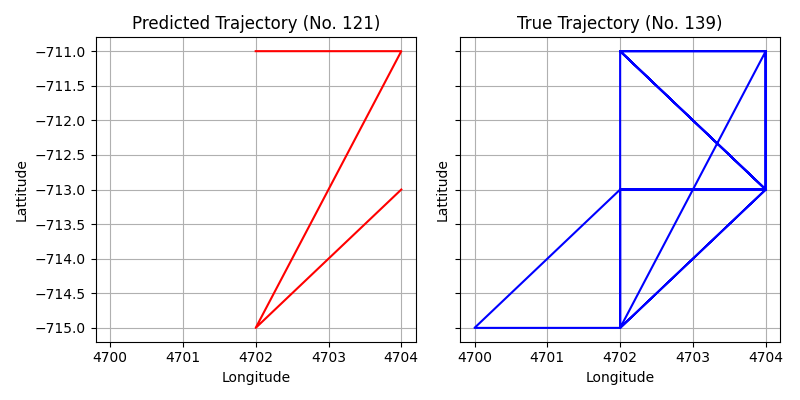 Predicted Trajectory (No. 121)
True Trajectory (No. 139)
−711.0
−711.5
−712.0
−712.5
−713.0
−713.5
−714.0
−714.5
−715.0
Lattitude
Lattitude
4700 4701 4702 4703 4704
4700 4701 4702 4703 4704
Longitude
Longitude